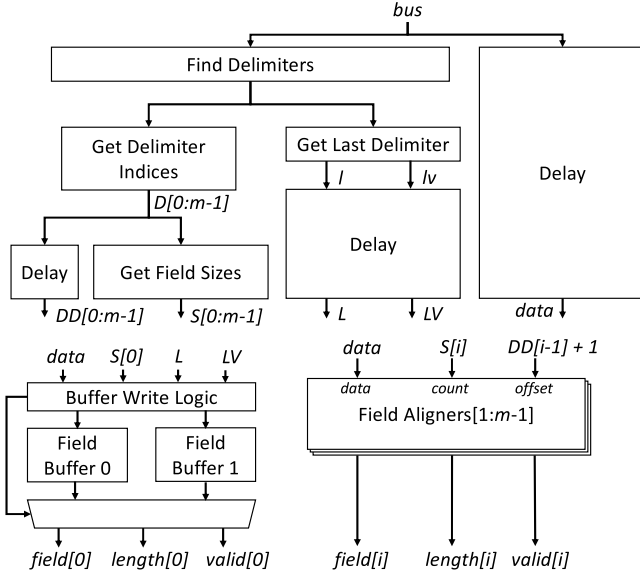 bus
Find Delimiters
Get Delimiter
Indices
Get Last Delimiter
Delay
l
lv
D[0:m-1]
Delay
Get Field Sizes
Delay
DD[0:m-1]
S[0:m-1]
L
LV
data
data
S[0]
L
LV
data
S[i]
DD[i-1] + 1
Buffer Write Logic
data
count
offset
Field Aligners[1:m-1]
Field
Buffer 0
Field
Buffer 1
field[0]
length[0]
valid[0]
field[i]
length[i]
valid[i]